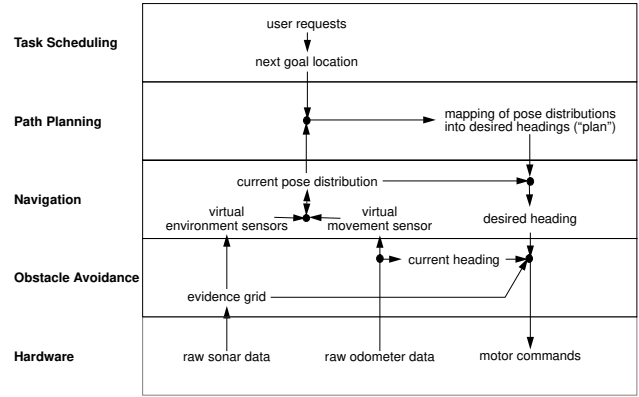 user requests
Task Scheduling
next goal location
Path Planning
mapping of pose distributions
into desired headings (“plan”)
current pose distribution
Navigation
virtual
environment sensors
virtual
movement sensor
desired heading
current heading
Obstacle Avoidance
evidence grid
Hardware
raw sonar data
raw odometer data
motor commands